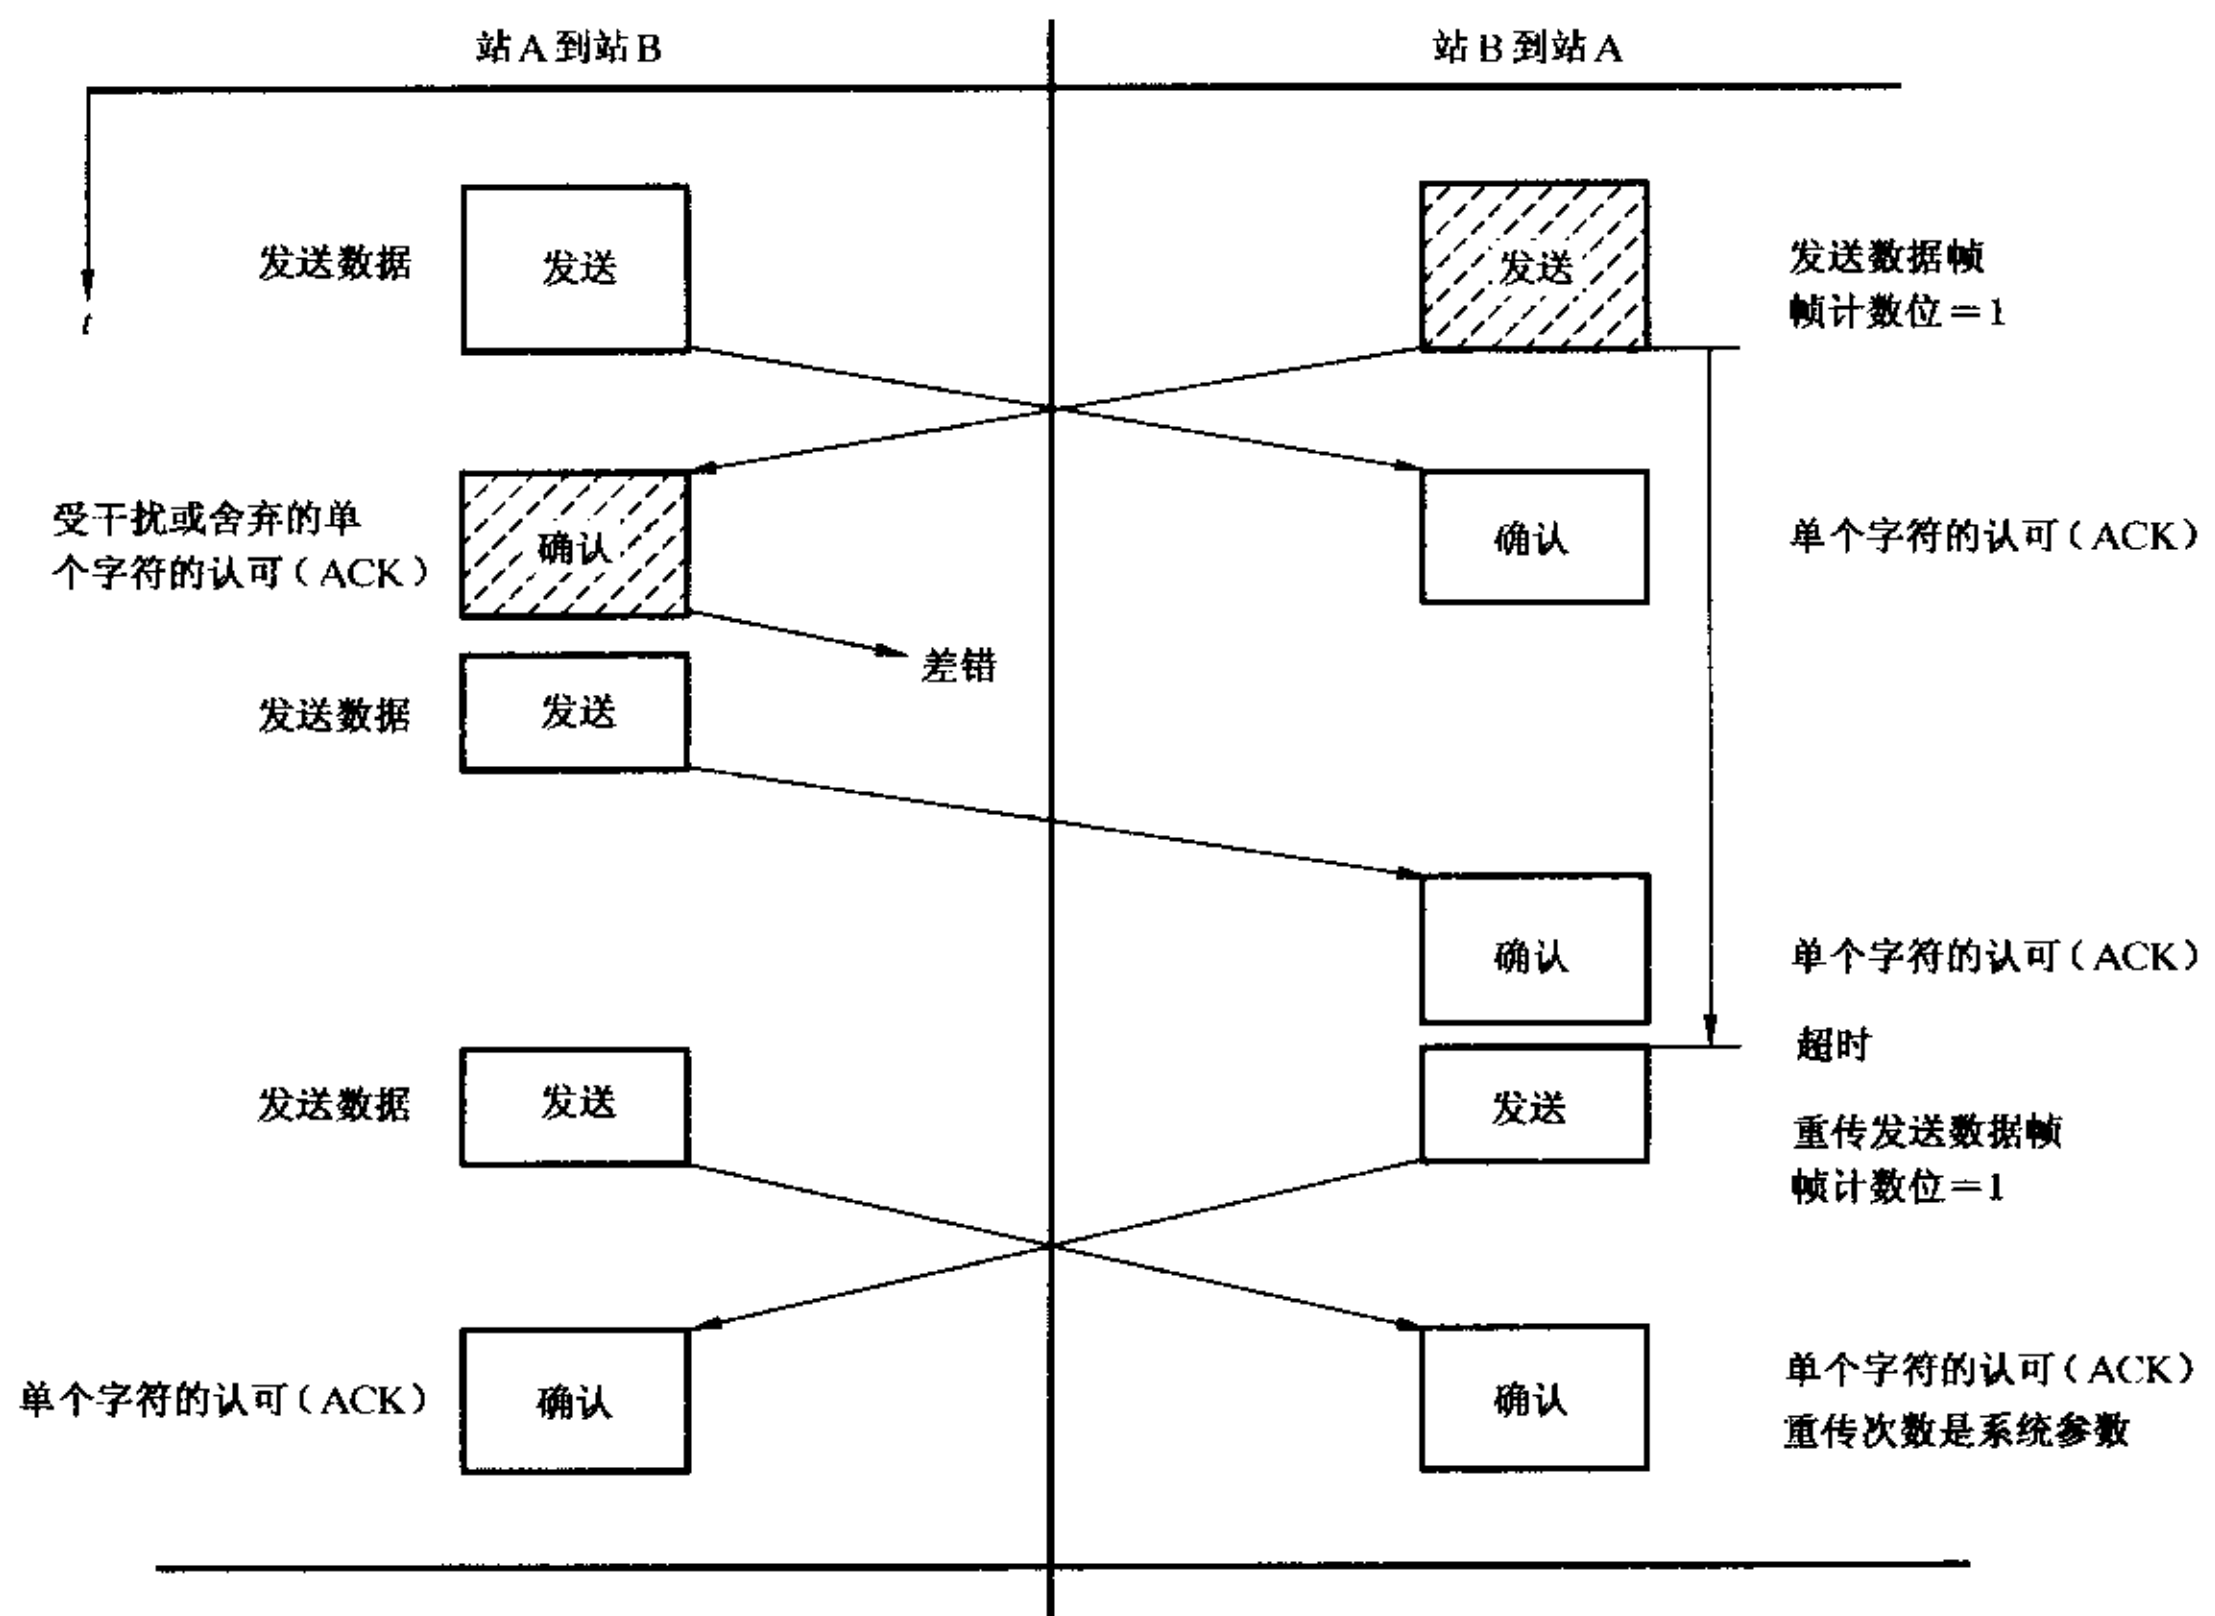 站A到站B
站B到站A
t
发送数据
发送
发送
发送数据帧
帧计数位=1
受干扰或舍弃的单
个字符的认可(ACK)
确认
确认
单个字符的认可(ACK)
差错
发送数据
发送
确认
单个字符的认可(ACK)
超时
发送数据
发送
发送
重传发送数据帧
帧计数位=1
单个字符的认可(ACK)
确认
确认
单个字符的认可(ACK)
重传次数是系统参数